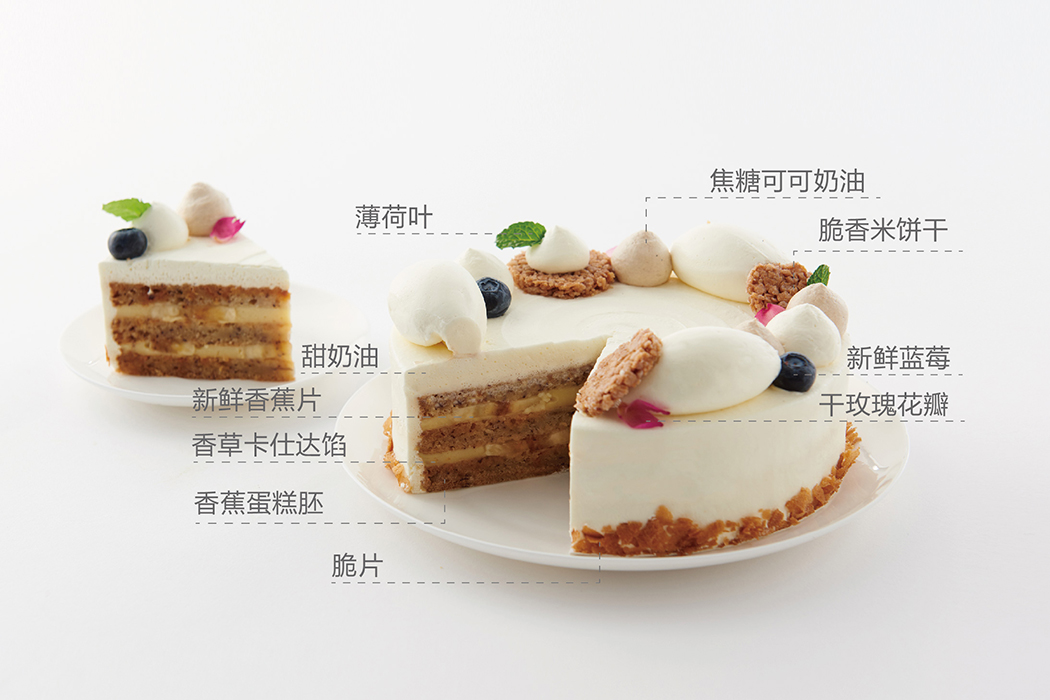 焦糖可可奶油
薄荷叶
脆香米饼干
甜奶油
新鲜蓝莓
新鲜香蕉片
干玫瑰花瓣
香草卡仕达馅
香蕉蛋糕胚
脆片